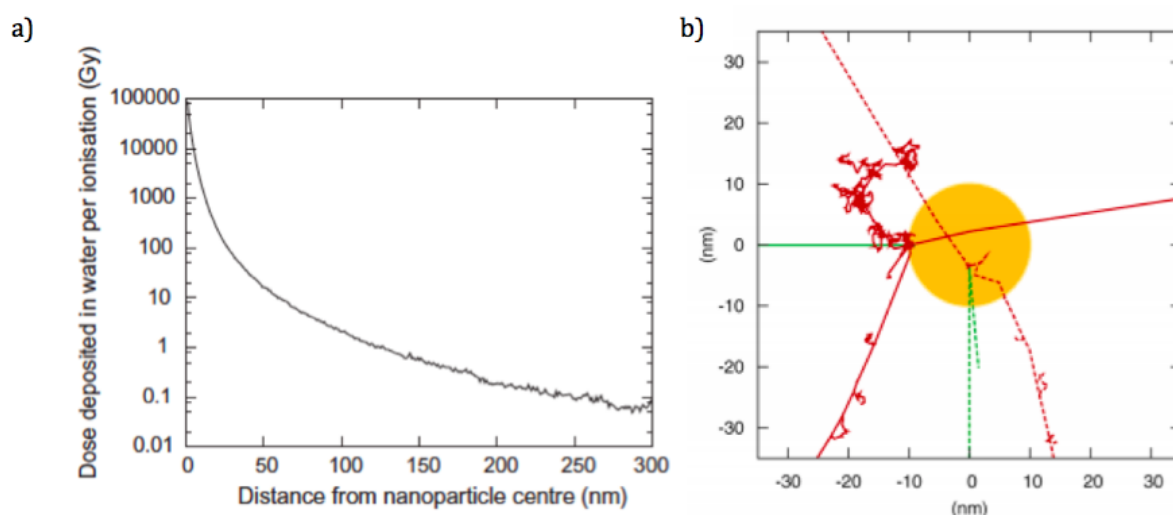 a)
Dose deposited in water per ionisation (Gy)
100000
10000
1000
100
10
1
0.1
0.01
0 50 100 150 200 250 300
Distance from nanoparticle centre (nm)
b)
(nm)
30
20
10
0
-10
-20
-30
-30 -20 -10 0 10 20 30
(nm)